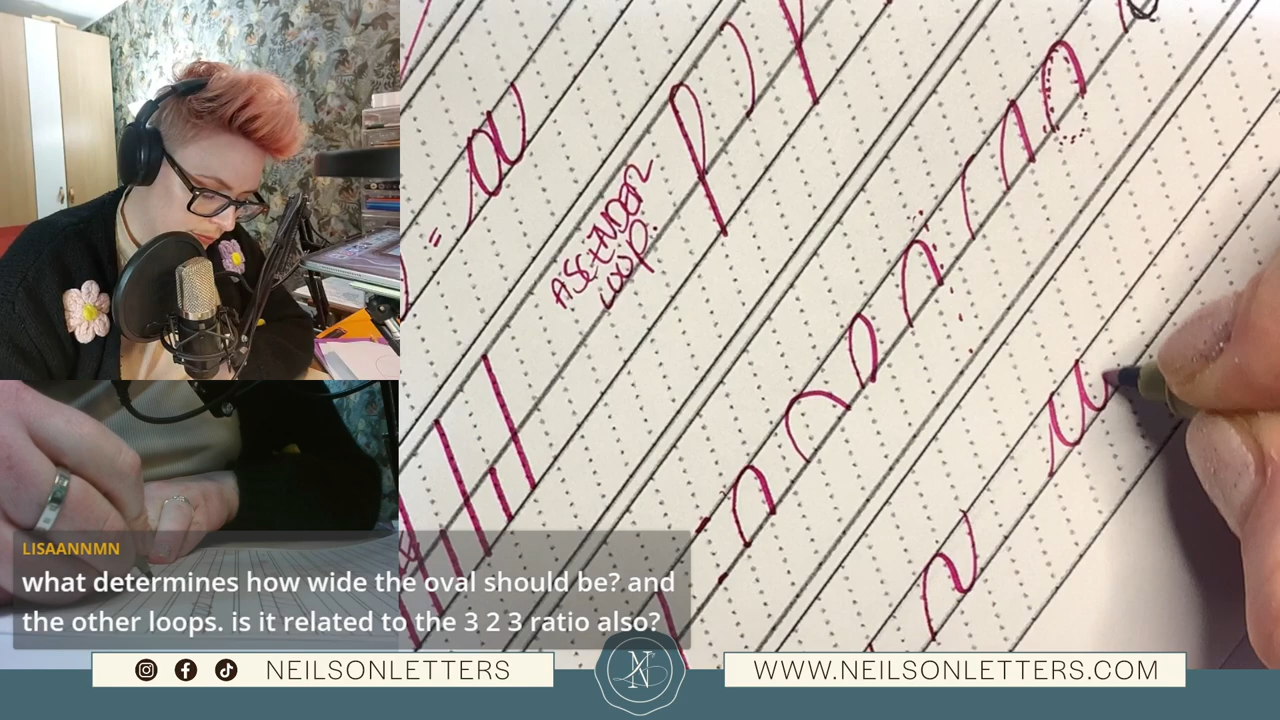 ASCENDER
LOOP.
LISAANNMN
what determines how wide the oval should be? and
the other loops. is it related to the 3 2 3 ratio also?
NEILSONLETTERS
WWW.NEILSONLETTERS.COM